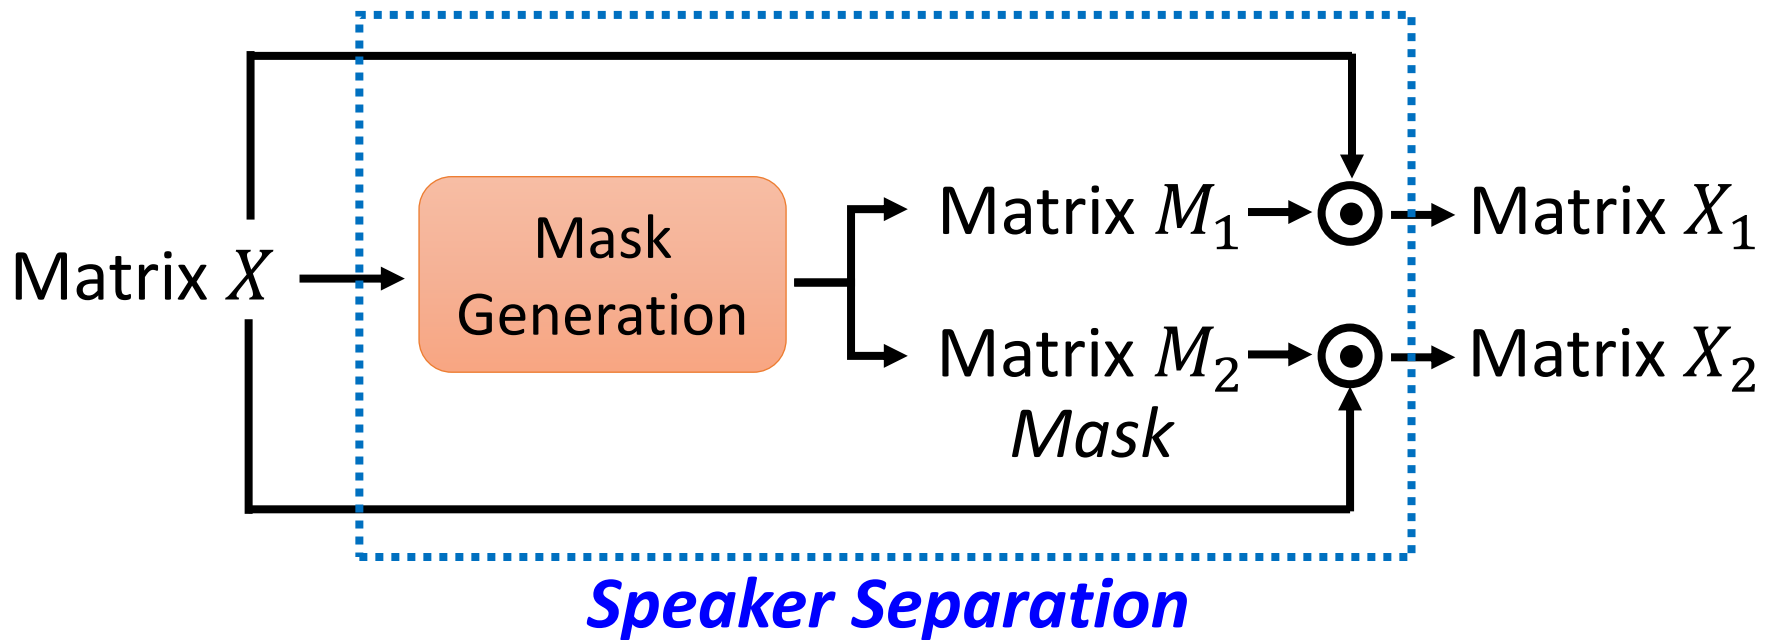 Matrix X
Mask
Generation
Matrix M₁
Matrix X₁
Matrix M₂
Matrix X₂
Mask
Speaker Separation